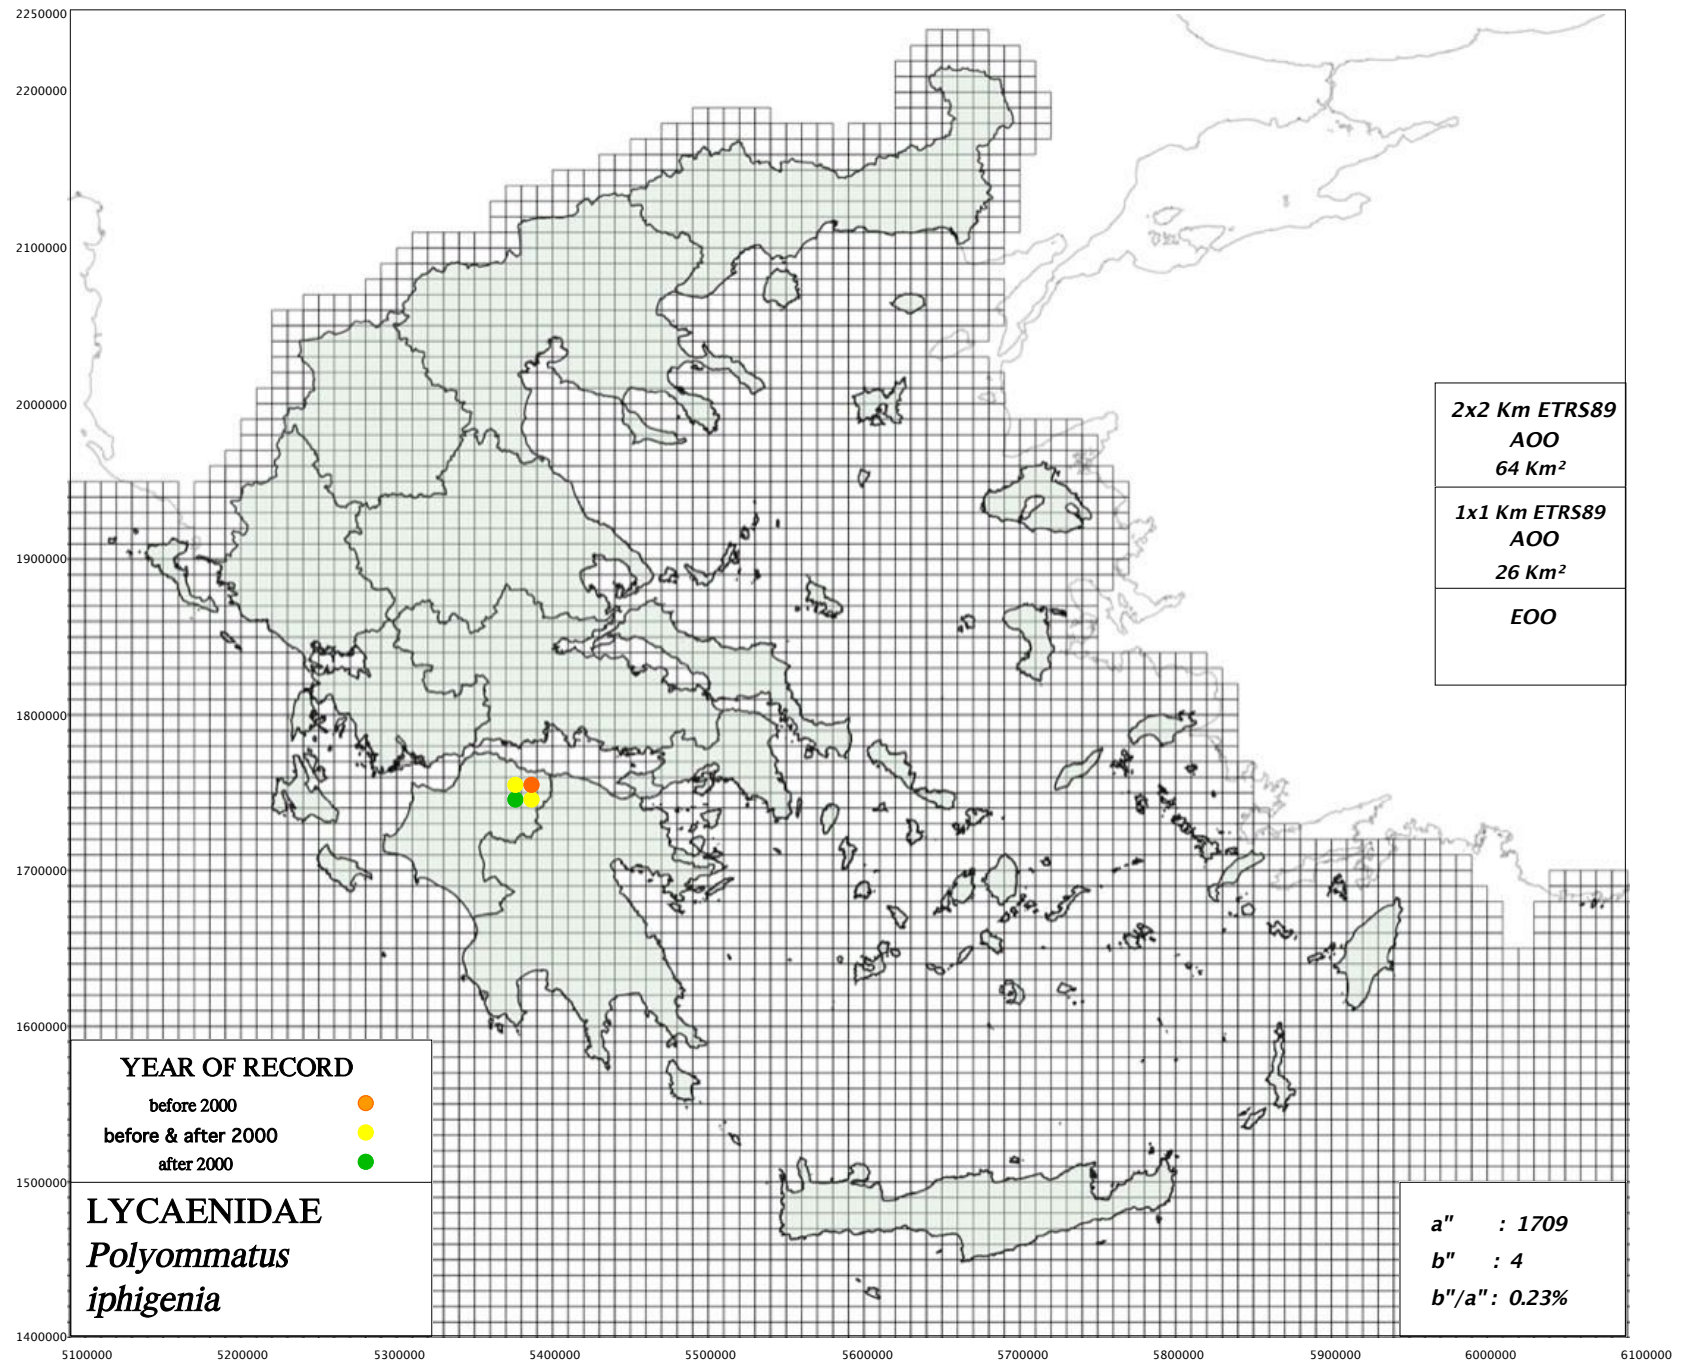 2250000
2200000
2100000
2000000
1900000
1800000
1700000
1600000
1500000
1400000
2x2 Km ETRS89
AOO
64 Km²
1x1 Km ETRS89
AOO
26 Km²
EOO
YEAR OF RECORD
before 2000
before & after 2000
after 2000
LYCAENIDAE
Polyommatus
iphigenia
a" : 1709
b" : 4
b"/a" : 0.23%
5100000 5200000 5300000 5400000 5500000 5600000 5700000 5800000 5900000 6000000 6100000